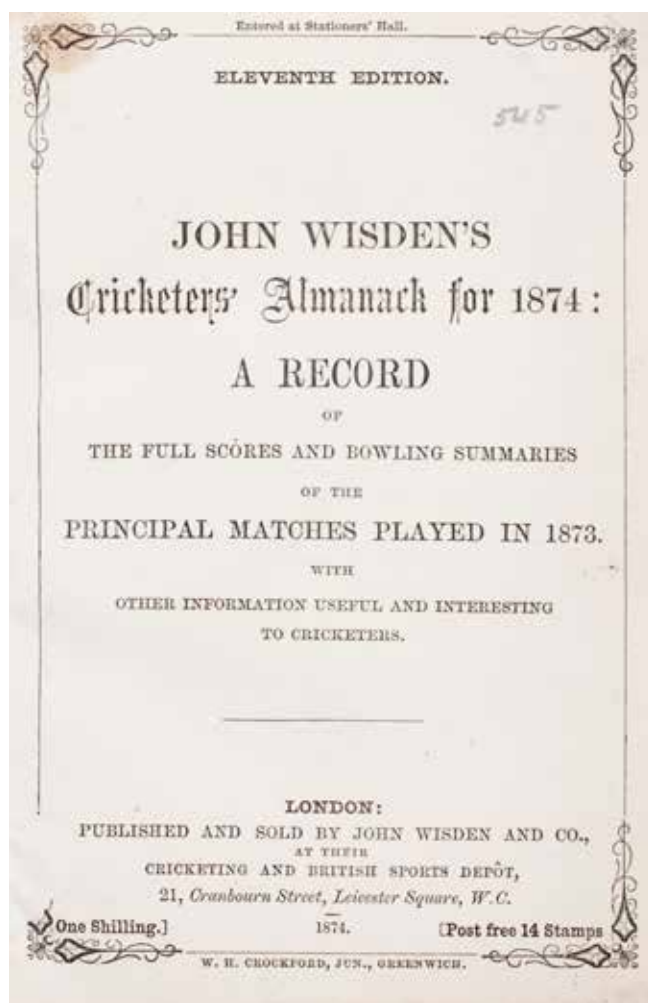 Entered at Stationers' Hall.
ELEVENTH EDITION.
545
JOHN WISDEN'S
Cricketers' Almanack for 1874:
A RECORD
OF
THE FULL SCORES AND BOWLING SUMMARIES
OF THE
PRINCIPAL MATCHES PLAYED IN 1873.
WITH
OTHER INFORMATION USEFUL AND INTERESTING
TO CRICKETERS.
LONDON:
PUBLISHED AND SOLD BY JOHN WISDEN AND CO.,
AT THEIR
CRICKETING AND BRITISH SPORTS DEPÔT,
21, Cranbourn Street, Leicester Square, W.C.
One Shilling.] 1874. [Post free 14 Stamps
W. H. CROCKFORD, JUN., GREENWICH.